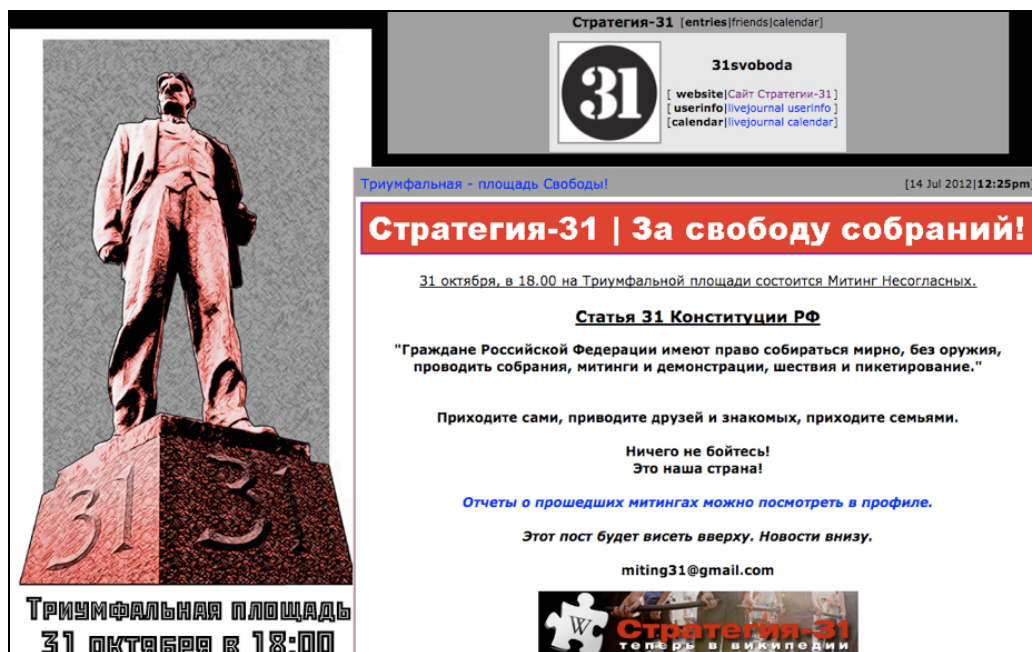 Стратегия-31 [entries|friends|calendar]
31
31svoboda
[ website|Сайт Стратегии-31]
[ userinfo|livejournal userinfo ]
[calendar|livejournal calendar]
Триумфальная - площадь Свободы!
[14 Jul 2012|12:25pm]
Стратегия-31 | За свободу собраний!
31 октября, в 18.00 на Триумфальной площади состоится Митинг Несогласных.
Статья 31 Конституции РФ
"Граждане Российской Федерации имеют право собираться мирно, без оружия,
проводить собрания, митинги и демонстрации, шествия и пикетирование."
Приходите сами, приводите друзей и знакомых, приходите семьями.
Ничего не бойтесь!
Это наша страна!
Отчеты о прошедших митингах можно посмотреть в профиле.
Этот пост будет висеть вверху. Новости внизу.
miting31@gmail.com
W
Стратегия-31
теперь в википедии
31 31
Триумфальная площадь
31 октября в 18:00